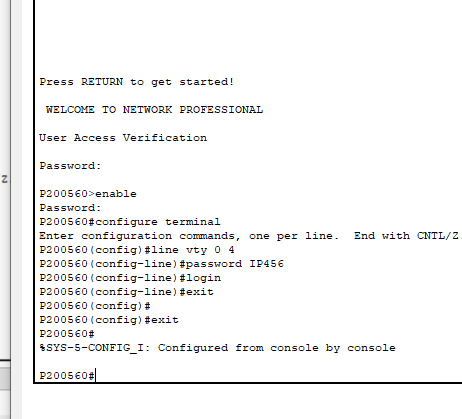 Press RETURN to get started!
WELCOME TO NETWORK PROFESSIONAL
User Access Verification
Password:
P200560>enable
Password:
P200560#configure terminal
Enter configuration commands, one per line.  End with CNTL/Z
P200560(config)#line vty 0 4
P200560(config-line)#password IP456
P200560(config-line)#login
P200560(config-line)#exit
P200560(config)#
P200560(config)#exit
P200560#
%SYS-5-CONFIG_I: Configured from console by console
P200560#
z